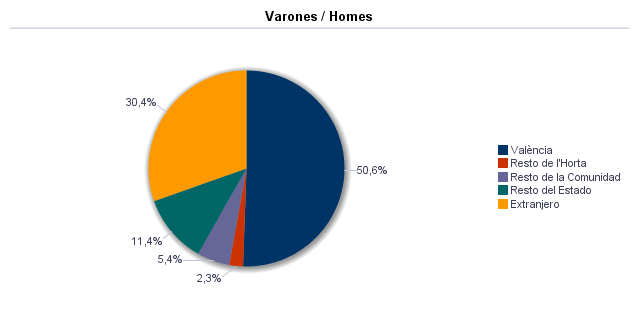 Varones / Homes
30,4%
50,6%
11,4%
5,4%
2,3%
València
Resto de l'Horta
Resto de la Comunidad
Resto del Estado
Extranjero